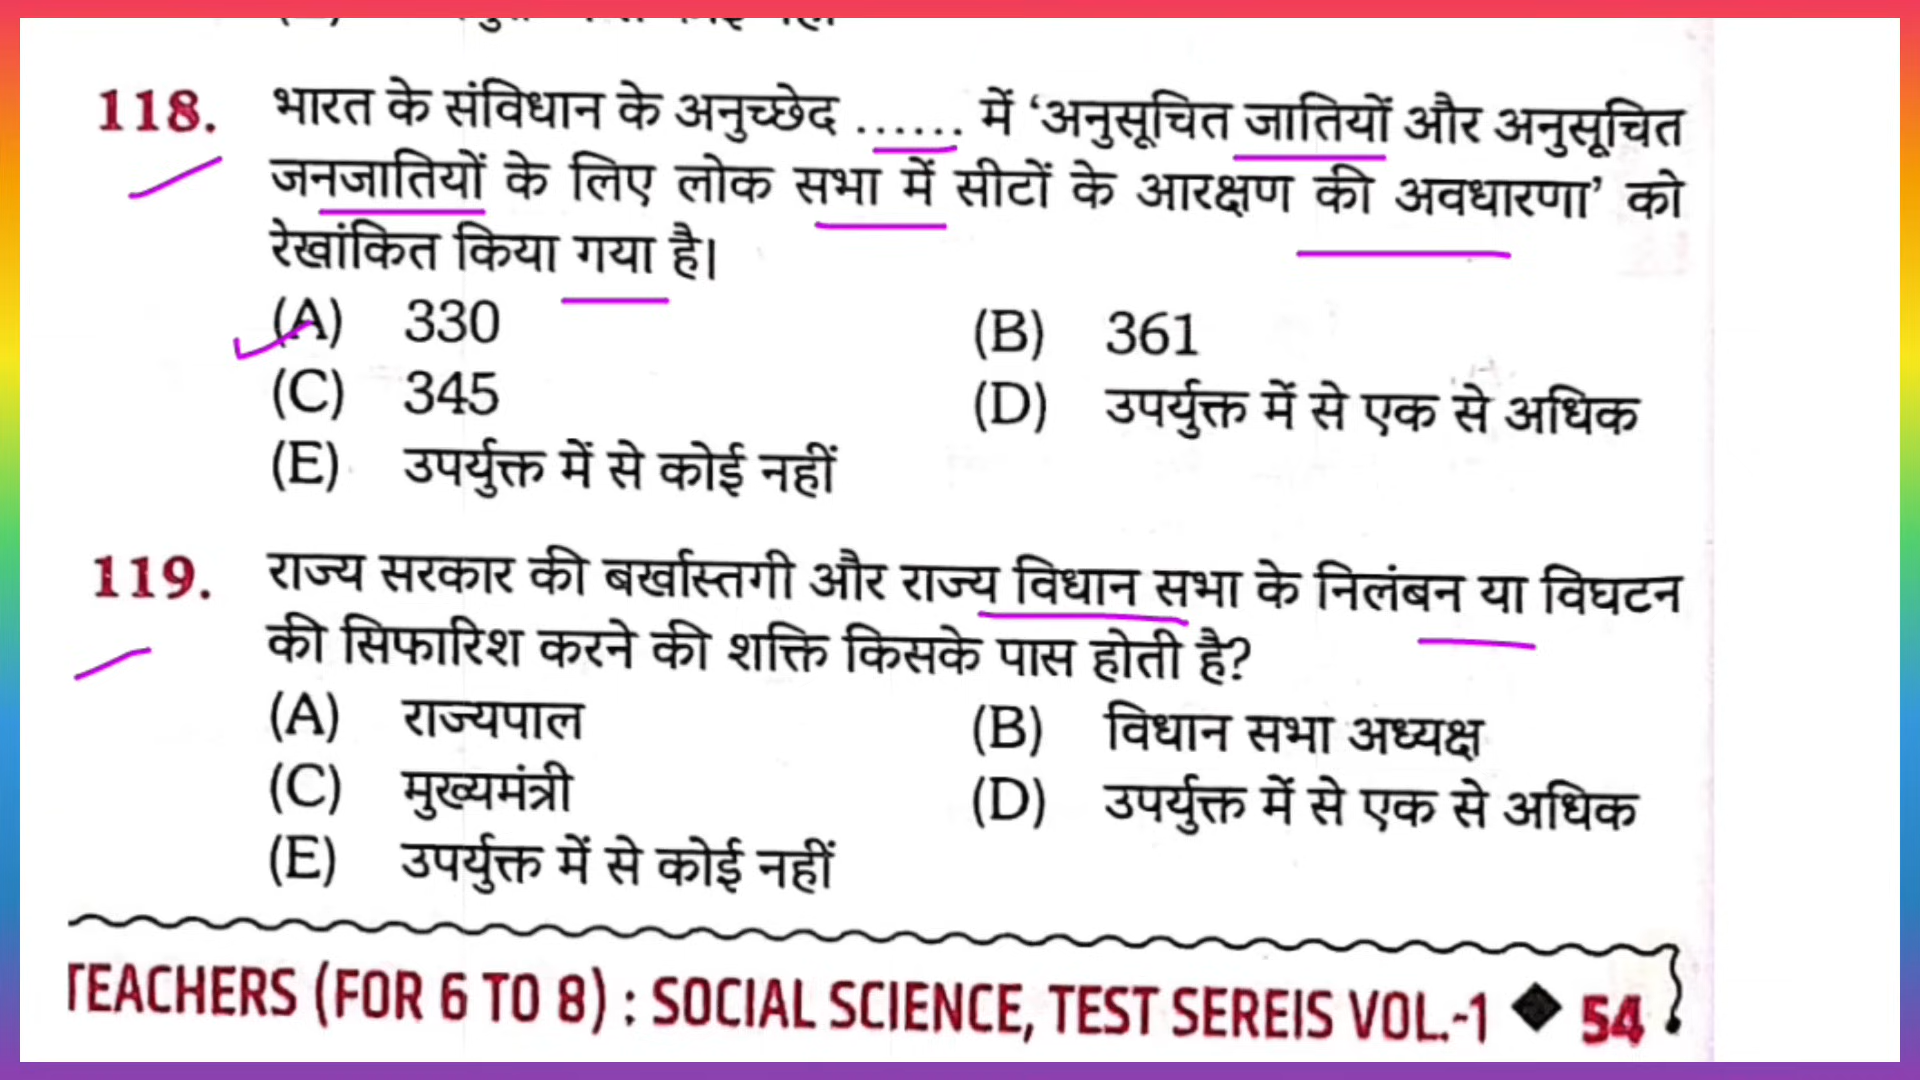 118. भारत के संविधान के अनुच्छेद ...... में ‘अनुसूचित जातियों और अनुसूचित
जनजातियों के लिए लोक सभा में सीटों के आरक्षण की अवधारणा’ को
रेखांकित किया गया है।
(A) 330 (B) 361
(C) 345 (D) उपर्युक्त में से एक से अधिक
(E) उपर्युक्त में से कोई नहीं
119. राज्य सरकार की बर्खास्तगी और राज्य विधान सभा के निलंबन या विघटन
की सिफारिश करने की शक्ति किसके पास होती है?
(A) राज्यपाल (B) विधान सभा अध्यक्ष
(C) मुख्यमंत्री (D) उपर्युक्त में से एक से अधिक
(E) उपर्युक्त में से कोई नहीं
TEACHERS (FOR 6 TO 8) : SOCIAL SCIENCE, TEST SEREIS VOL.-1 ◆ 54